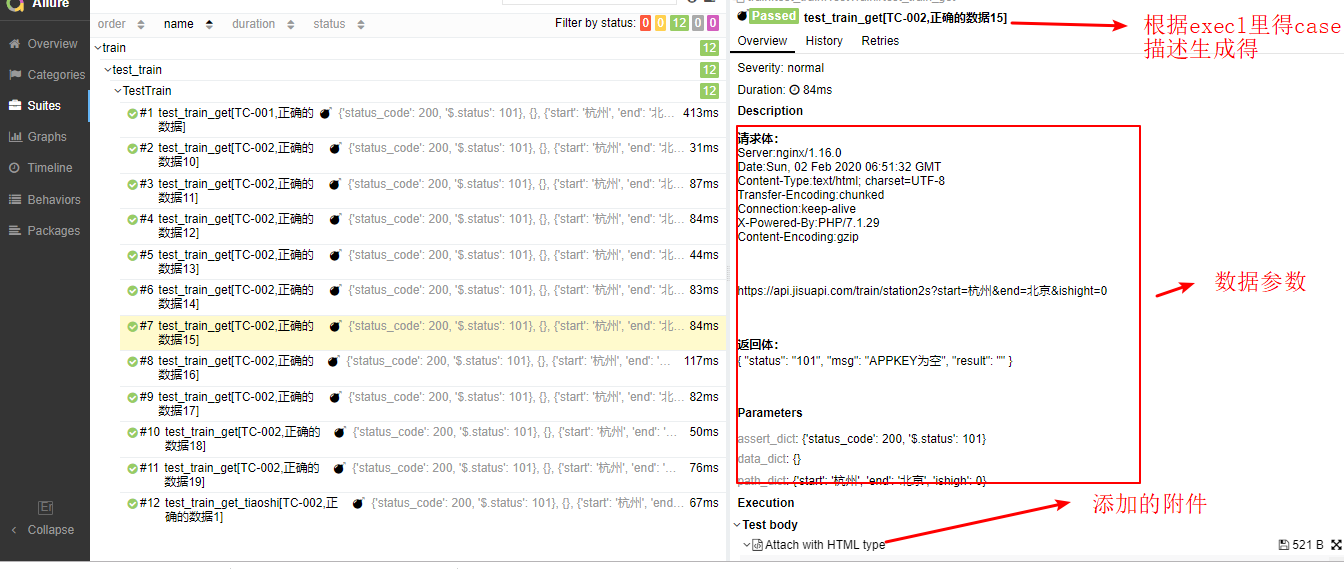 Allure
Overview
Categories
Suites
Graphs
Timeline
Behaviors
Packages
En
Collapse
order name duration status Filter by status: 0 0 12 0 0
train 12
test_train 12
TestTrain 12
#1 test_train_get[TC-001,正确的 {'status_code': 200, '$.status': 101}, {}, {'start': '杭州', 'end': '北... 413ms
数据]
#2 test_train_get[TC-002,正确的 {'status_code': 200, '$.status': 101}, {}, {'start': '杭州', 'end': '北... 31ms
数据10]
#3 test_train_get[TC-002,正确的 {'status_code': 200, '$.status': 101}, {}, {'start': '杭州', 'end': '北... 87ms
数据11]
#4 test_train_get[TC-002,正确的 {'status_code': 200, '$.status': 101}, {}, {'start': '杭州', 'end': '北... 84ms
数据12]
#5 test_train_get[TC-002,正确的 {'status_code': 200, '$.status': 101}, {}, {'start': '杭州', 'end': '北... 44ms
数据13]
#6 test_train_get[TC-002,正确的 {'status_code': 200, '$.status': 101}, {}, {'start': '杭州', 'end': '北... 83ms
数据14]
#7 test_train_get[TC-002,正确的 {'status_code': 200, '$.status': 101}, {}, {'start': '杭州', 'end': '北... 84ms
数据15]
#8 test_train_get[TC-002,正确的 {'status_code': 200, '$.status': 101}, {}, {'start': '杭州', 'end': '... 117ms
数据16]
#9 test_train_get[TC-002,正确的 {'status_code': 200, '$.status': 101}, {}, {'start': '杭州', 'end': '北... 82ms
数据17]
#10 test_train_get[TC-002,正确的 {'status_code': 200, '$.status': 101}, {}, {'start': '杭州', 'end': '... 50ms
数据18]
#11 test_train_get[TC-002,正确的 {'status_code': 200, '$.status': 101}, {}, {'start': '杭州', 'end': '... 76ms
数据19]
#12 test_train_get_tiaoshi[TC-002,正 {'status_code': 200, '$.status': 101}, {}, {'start': '杭州', 'end... 67ms
确的数据1]
Passed test_train_get[TC-002,正确的数据15]
Overview History Retries
Severity: normal
Duration: 84ms
Description
请求体:
Server:nginx/1.16.0
Date:Sun, 02 Feb 2020 06:51:32 GMT
Content-Type:text/html; charset=UTF-8
Transfer-Encoding:chunked
Connection:keep-alive
X-Powered-By:PHP/7.1.29
Content-Encoding:gzip
https://api.jisuapi.com/train/station2s?start=杭州&end=北京&ishight=0
返回体:
{ "status": "101", "msg": "APPKEY为空", "result": "" }
Parameters
assert_dict: {'status_code': 200, '$.status': 101}
data_dict: {}
path_dict: {'start': '杭州', 'end': '北京', 'ishigh': 0}
Execution
Test body
Attach with HTML type 521 B
根据execl里得case
描述生成得
数据参数
添加的附件